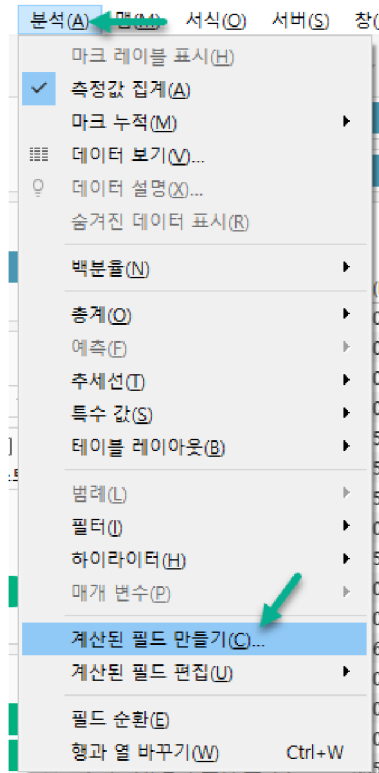 분석(A) 맵(M) 서식(O) 서버(S) 창(
마크 레이블 표시(H)
측정값 집계(A)
마크 누적(M)
데이터 보기(V)...
데이터 설명(X)...
숨겨진 데이터 표시(R)
백분율(N)
총계(O)
예측(F)
추세선(T)
특수 값(S)
테이블 레이아웃(B)
범례(L)
필터(I)
하이라이터(H)
매개 변수(P)
계산된 필드 만들기(C)...
계산된 필드 편집(U)
필드 순환(E)
행과 열 바꾸기(W) Ctrl+W